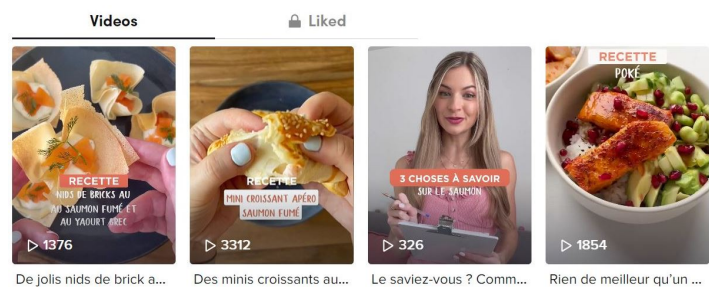 Videos
Liked
RECETTE
NIDS DE BRICKS AU
AU SAUMON FUMÉ ET
AU YAOURT GREC
1376
De jolis nids de brick a...
RECETTE
MINI CROISSANT APÉRO
SAUMON FUMÉ
3312
Des minis croissants au...
3 CHOSES À SAVOIR
SUR LE SAUMON
326
Le saviez-vous ? Comm...
RECETTE
POKÉ
1854
Rien de meilleur qu'un ...